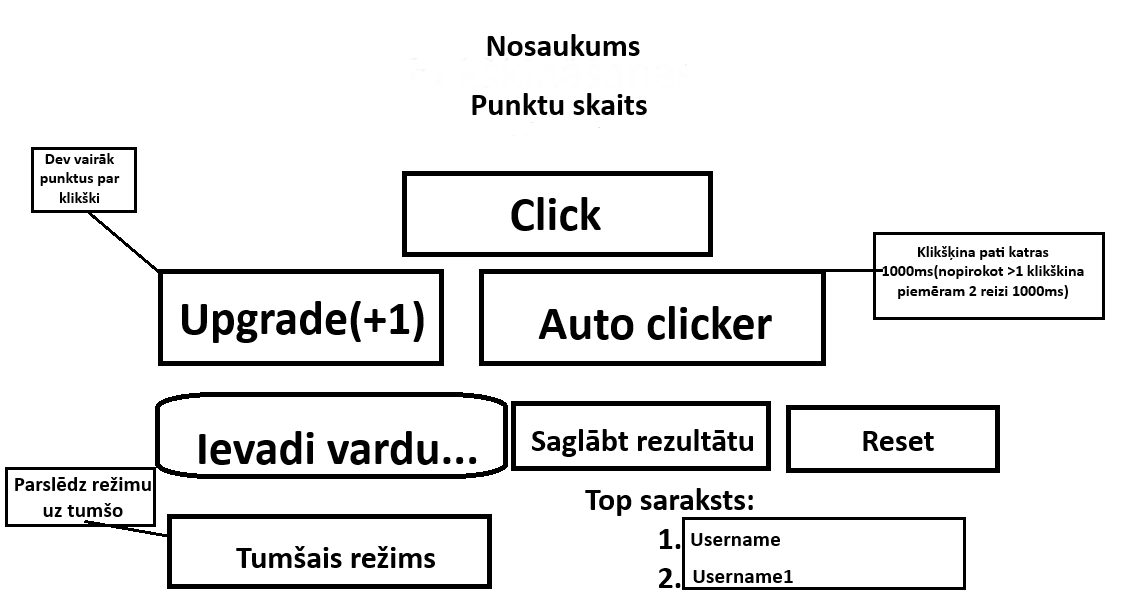 Nosaukums
Punktu skaits
Dev vairāk
punktus par
klikški
Click
Klikšķina pati katras
1000ms(nopirokot >1 klikškina
piemēram 2 reizi 1000ms)
Upgrade(+1)
Auto clicker
Ievadi vardu...
Saglābt rezultātu
Reset
Parslēdz režimu
uz tumšo
Tumšais režims
Top saraksts:
1. Username
2. Username1